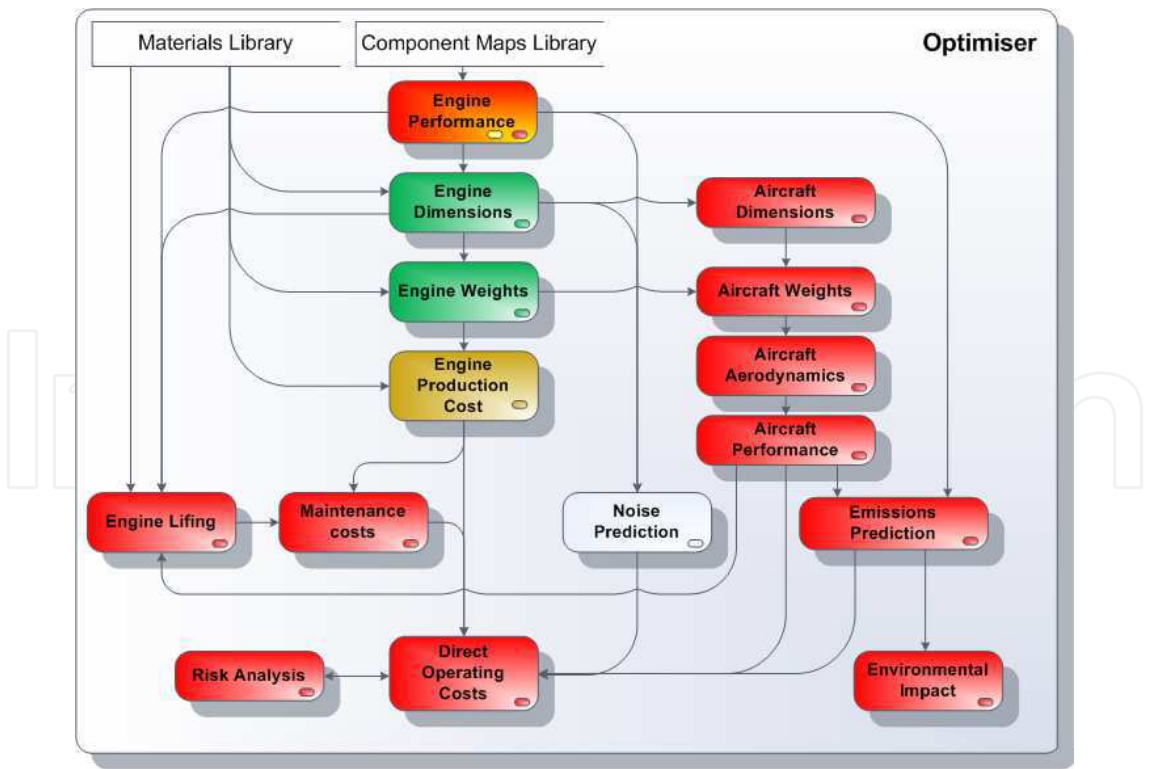 Materials Library
Component Maps Library
Optimiser
Engine
Performance
Engine
Dimensions
Aircraft
Dimensions
Engine Weights
Aircraft Weights
Engine
Production
Cost
Aircraft
Aerodynamics
Aircraft
Performance
Engine Lifing
Maintenance
costs
Noise
Prediction
Emissions
Prediction
Risk Analysis
Direct
Operating
Costs
Environmental
Impact